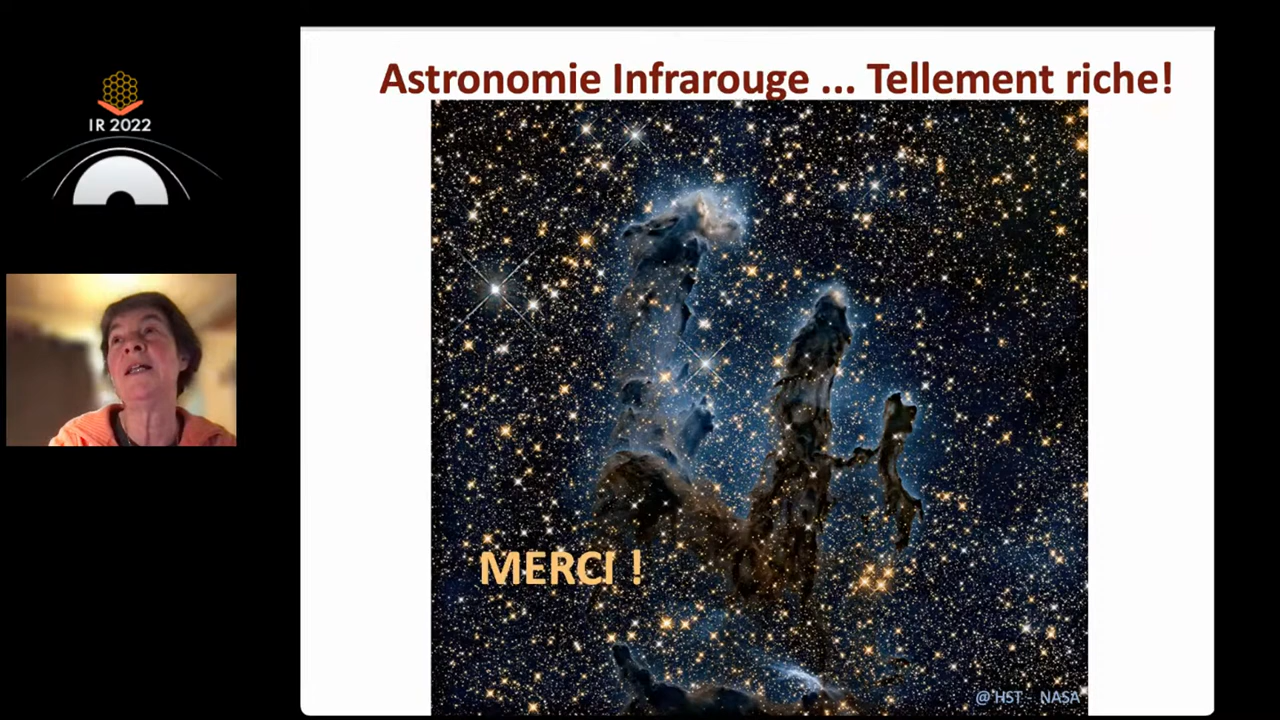 Astronomie Infrarouge ... Tellement riche!
IR 2022
MERCI !
@ HST - NASA